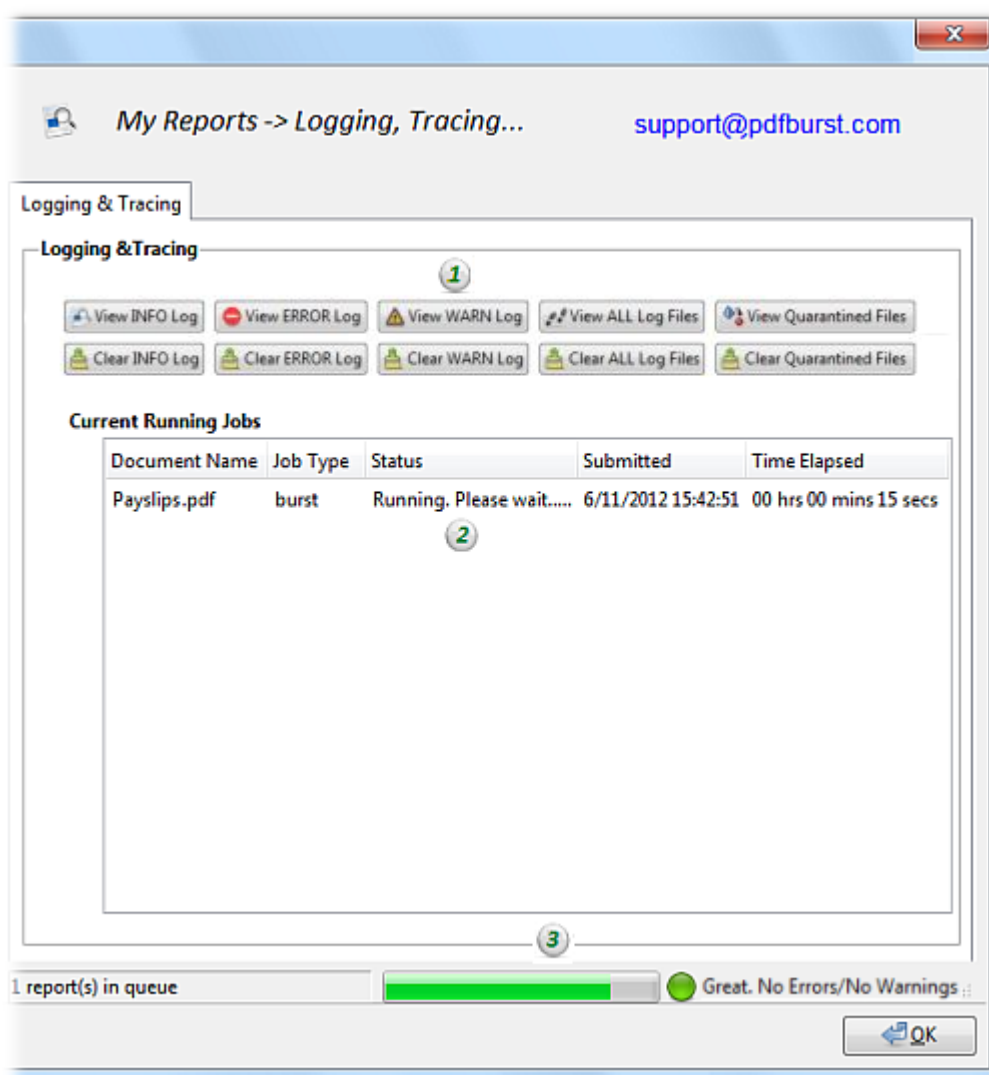 x
My Reports -> Logging, Tracing...
support@pdfburst.com
Logging & Tracing
Logging &Tracing
1
View INFO Log View ERROR Log View WARN Log View ALL Log Files View Quarantined Files
Clear INFO Log Clear ERROR Log Clear WARN Log Clear ALL Log Files Clear Quarantined Files
Current Running Jobs
Document Name Job Type Status Submitted Time Elapsed
Payslips.pdf burst Running. Please wait..... 6/11/2012 15:42:51 00 hrs 00 mins 15 secs
2
3
1 report(s) in queue Great. No Errors/No Warnings
OK